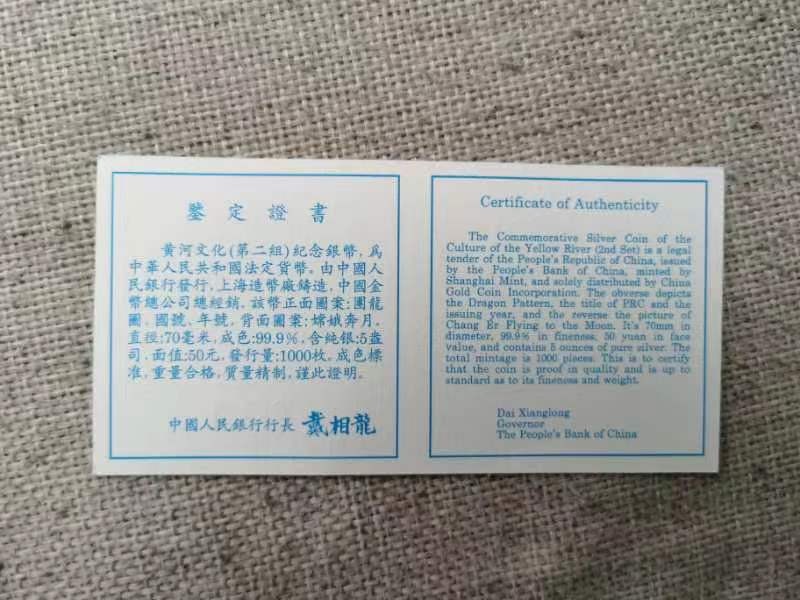 鑒定證書
黄河文化(第二組)紀念銀幣,爲
中華人民共和國法定貨幣。由中國人
民銀行發行,上海造幣廠鑄造,中國金
幣總公司總經銷。該幣正面圖案:團龍
圖、國號、年號,背面圖案:嫦娥奔月。
直徑:70毫米,成色:99.9%,含純銀:5盎
司,面值:50元,發行量:1000枚。成色標
准,重量合格,質量精制,謹此證明。
中國人民銀行行長 戴相龍
Certificate of Authenticity
The Commemorative Silver Coin of the
Culture of the Yellow River (2nd Set) is a legal
tender of the People's Republic of China, issued
by the People's Bank of China, minted by
Shanghai Mint, and solely distributed by China
Gold Coin Incorporation. The obverse depicts
the Dragon Pattern, the title of PRC and the
issuing year, and the reverse the picture of
Chang Er Flying to the Moon. It's 70mm in
diameter, 99.9% in fineness, 50 yuan in face
value, and contains 5 ounces of pure silver. The
total mintage is 1000 pieces. This is to certify
that the coin is proof in quality and is up to
standard as to its fineness and weight.
Dai Xianglong
Governor
The People's Bank of China